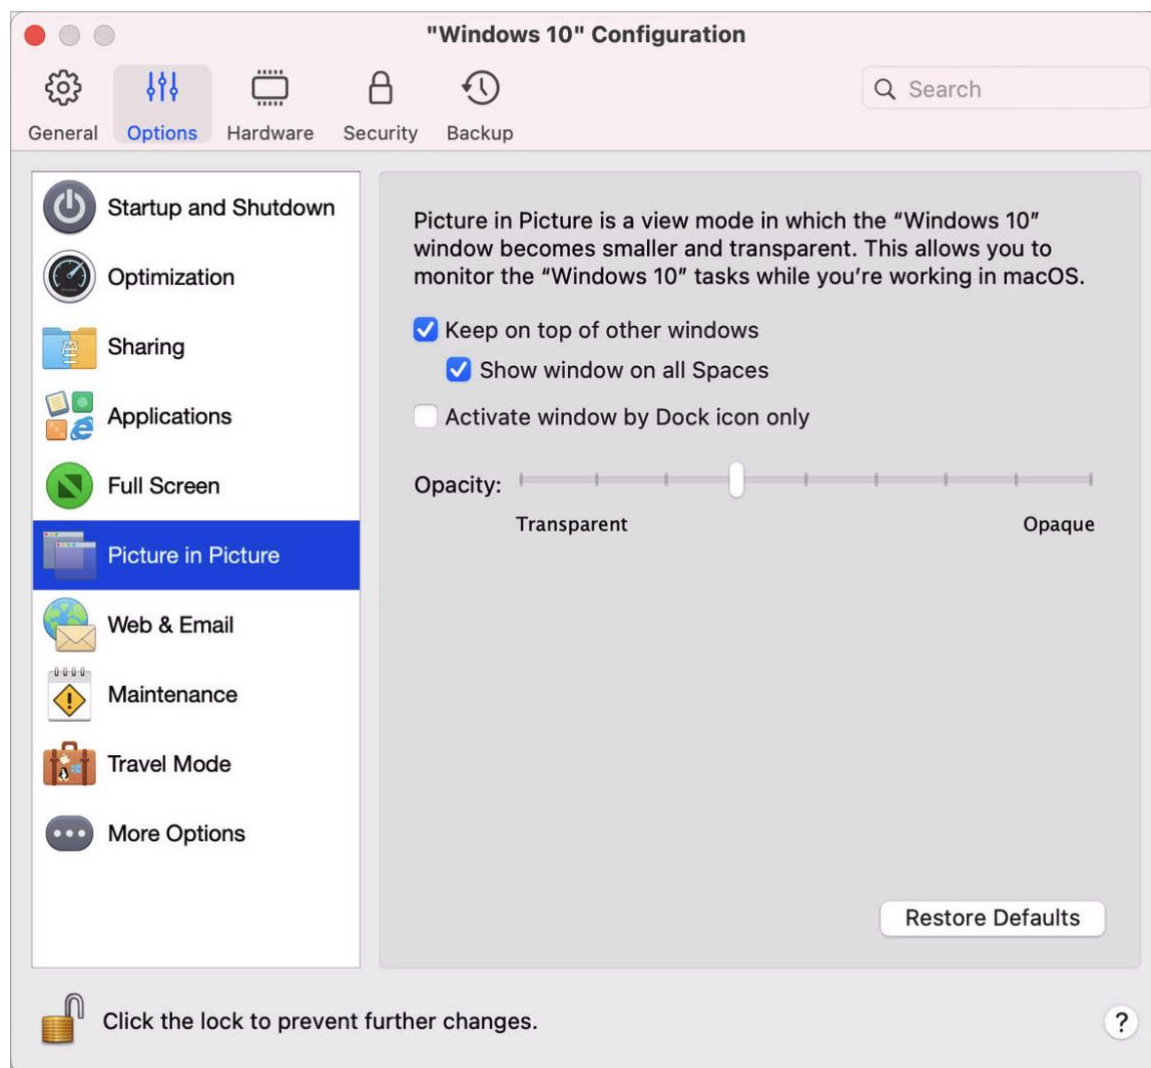 "Windows 10" Configuration
General
Options
Hardware
Security
Backup
Search
Startup and Shutdown
Optimization
Sharing
Applications
Full Screen
Picture in Picture
Web & Email
Maintenance
Travel Mode
More Options
Picture in Picture is a view mode in which the “Windows 10”
window becomes smaller and transparent. This allows you to
monitor the “Windows 10” tasks while you’re working in macOS.
Keep on top of other windows
Show window on all Spaces
Activate window by Dock icon only
Opacity:
Transparent
Opaque
Restore Defaults
Click the lock to prevent further changes.
?